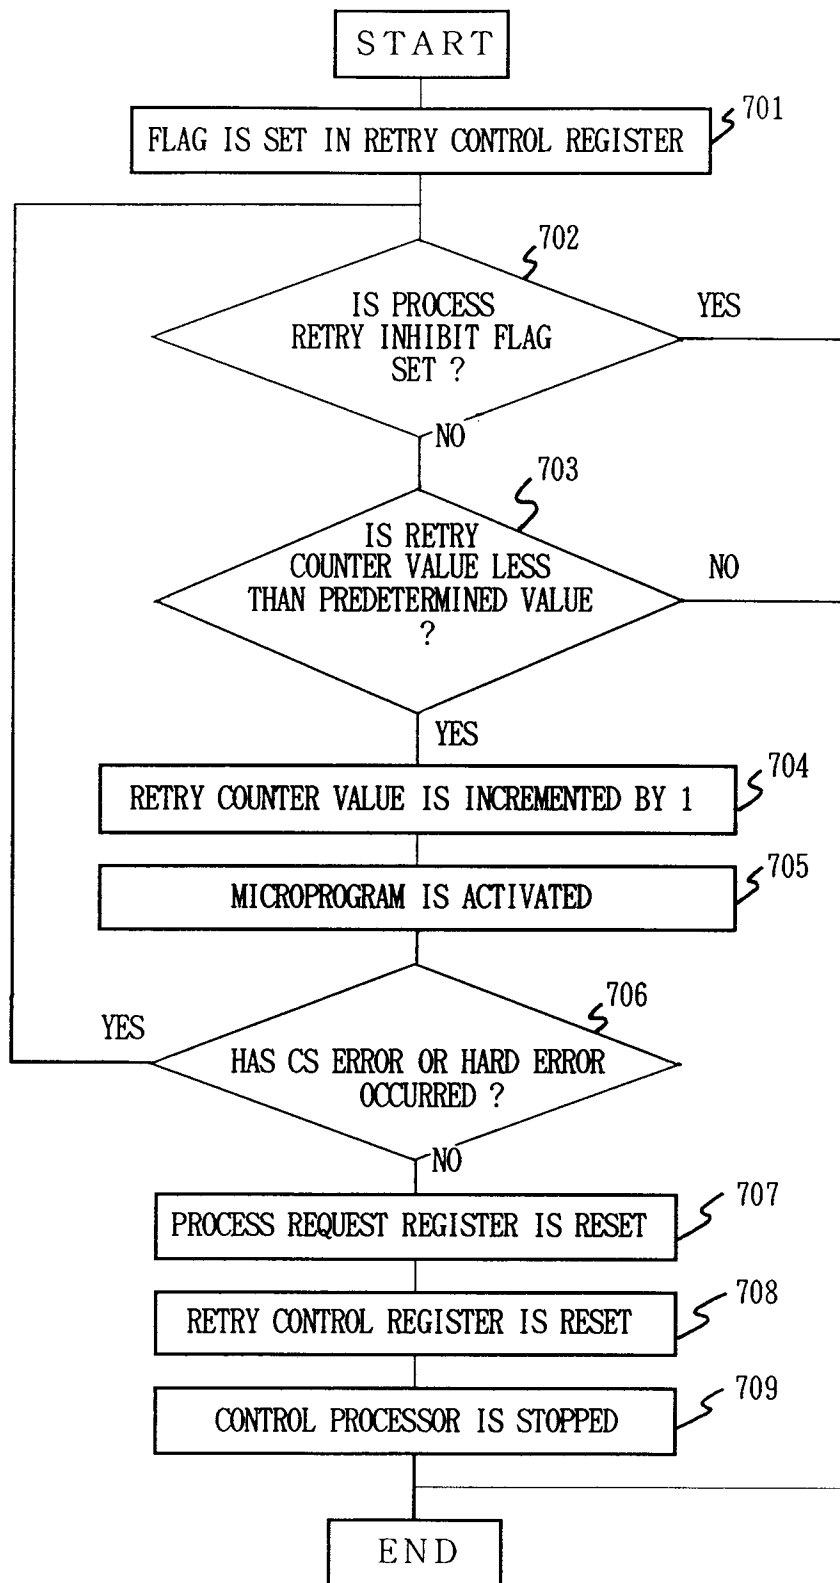 START
701
FLAG IS SET IN RETRY CONTROL REGISTER
702
IS PROCESS
RETRY INHIBIT FLAG
SET ?
YES
NO
703
IS RETRY
COUNTER VALUE LESS
THAN PREDETERMINED VALUE
?
NO
YES
704
RETRY COUNTER VALUE IS INCREMENTED BY 1
705
MICROPROGRAM IS ACTIVATED
706
YES
HAS CS ERROR OR HARD ERROR
OCCURRED ?
NO
707
PROCESS REQUEST REGISTER IS RESET
708
RETRY CONTROL REGISTER IS RESET
709
CONTROL PROCESSOR IS STOPPED
END